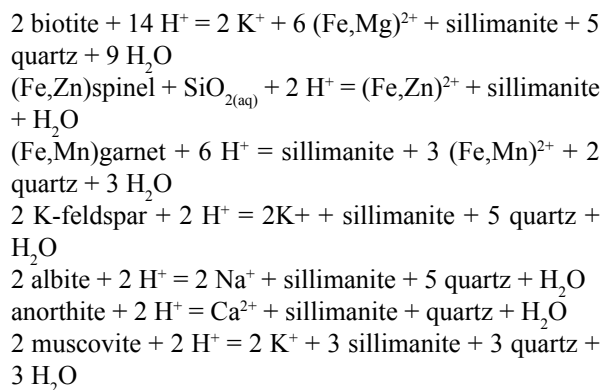 2 biotite + 14 H⁺ = 2 K⁺ + 6 (Fe,Mg)²⁺ + sillimanite + 5
quartz + 9 H₂O
(Fe,Zn)spinel + SiO₂₍aq₎ + 2 H⁺ = (Fe,Zn)²⁺ + sillimanite
+ H₂O
(Fe,Mn)garnet + 6 H⁺ = sillimanite + 3 (Fe,Mn)²⁺ + 2
quartz + 3 H₂O
2 K-feldspar + 2 H⁺ = 2K+ + sillimanite + 5 quartz +
H₂O
2 albite + 2 H⁺ = 2 Na⁺ + sillimanite + 5 quartz + H₂O
anorthite + 2 H⁺ = Ca²⁺ + sillimanite + quartz + H₂O
2 muscovite + 2 H⁺ = 2 K⁺ + 3 sillimanite + 3 quartz +
3 H₂O